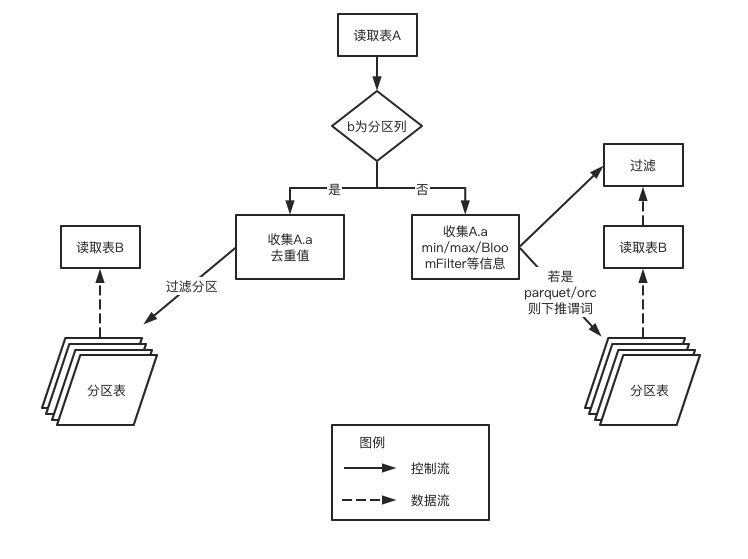 读取表A
b为分区列
是
否
过滤
收集A.a
去重值
收集A.a
min/max/Bloo
mFilter等信息
读取表B
读取表B
过滤分区
若是
parquet/orc
则下推谓词
分区表
分区表
图例
控制流
数据流